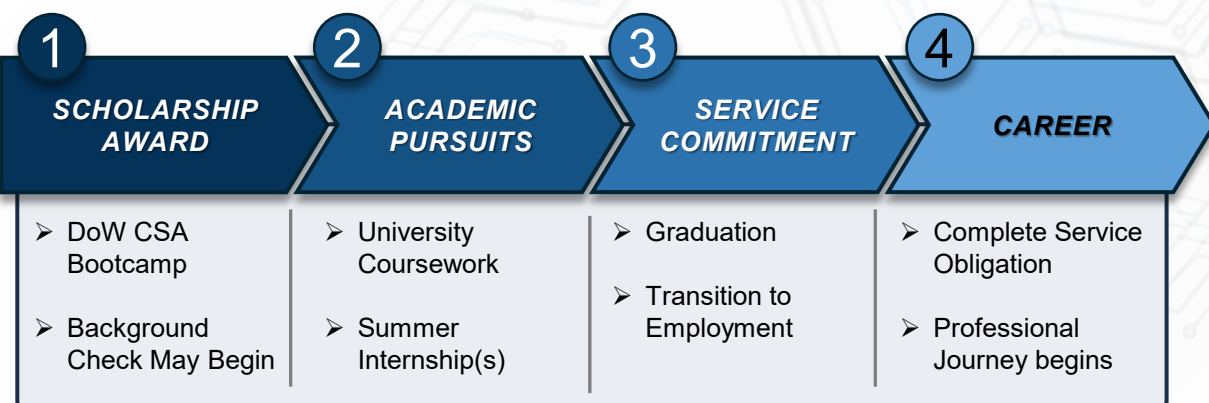 1
SCHOLARSHIP
AWARD
➢ DoW CSA
Bootcamp
➢ Background
Check May Begin
2
ACADEMIC
PURSUITS
➢ University
Coursework
➢ Summer
Internship(s)
3
SERVICE
COMMITMENT
➢ Graduation
➢ Transition to
Employment
4
CAREER
➢ Complete Service
Obligation
➢ Professional
Journey begins